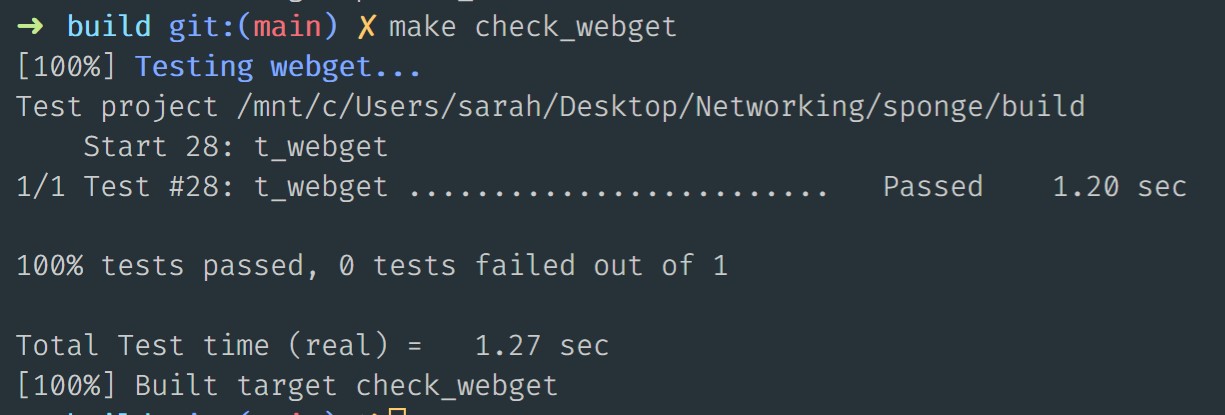 ➜ build git:(main) ✗ make check_webget
[100%] Testing webget...
Test project /mnt/c/Users/sarah/Desktop/Networking/sponge/build
    Start 28: t_webget
1/1 Test #28: t_webget .........................   Passed    1.20 sec

100% tests passed, 0 tests failed out of 1

Total Test time (real) =   1.27 sec
[100%] Built target check_webget